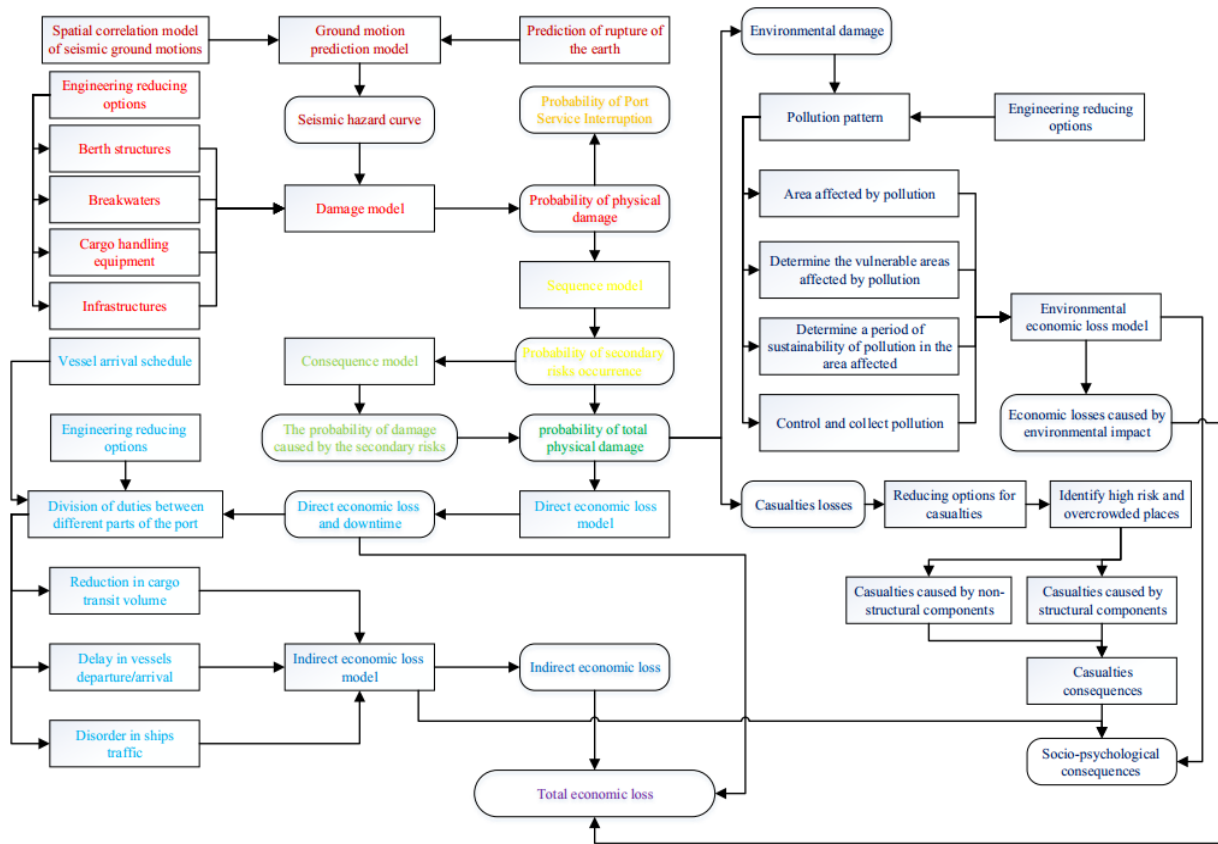 Spatial correlation model
of seismic ground motions
Ground motion
prediction model
Prediction of rupture of
the earth
Environmental damage
Engineering reducing
options
Seismic hazard curve
Probability of Port
Service Interruption
Pollution pattern
Engineering reducing
options
Berth structures
Breakwaters
Damage model
Probability of physical
damage
Area affected by pollution
Cargo handling
equipment
Infrastructures
Sequence model
Determine the vulnerable areas
affected by pollution
Environmental
economic loss model
Determine a period of
sustainability of pollution in the
area affected
Vessel arrival schedule
Consequence model
Probability of secondary
risks occurrence
Control and collect pollution
Economic losses caused by
environmental impact
Engineering reducing
options
The probability of damage
caused by the secondary risks
probability of total
physical damage
Division of duties between
different parts of the port
Direct economic loss
and downtime
Direct economic loss
model
Casualties losses
Reducing options for
casualties
Identify high risk and
overcrowded places
Reduction in cargo
transit volume
Casualties caused by non-
structural components
Casualties caused by
structural components
Delay in vessels
departure/arrival
Indirect economic loss
model
Indirect economic loss
Casualties
consequences
Disorder in ships
traffic
Socio-psychological
consequences
Total economic loss